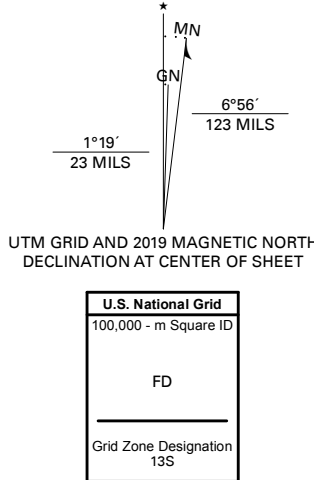 ★
MN
GN
6°56´
123 MILS
1°19´
23 MILS
UTM GRID AND 2019 MAGNETIC NORTH
DECLINATION AT CENTER OF SHEET
U.S. National Grid
100,000 - m Square ID
FD
Grid Zone Designation
13S